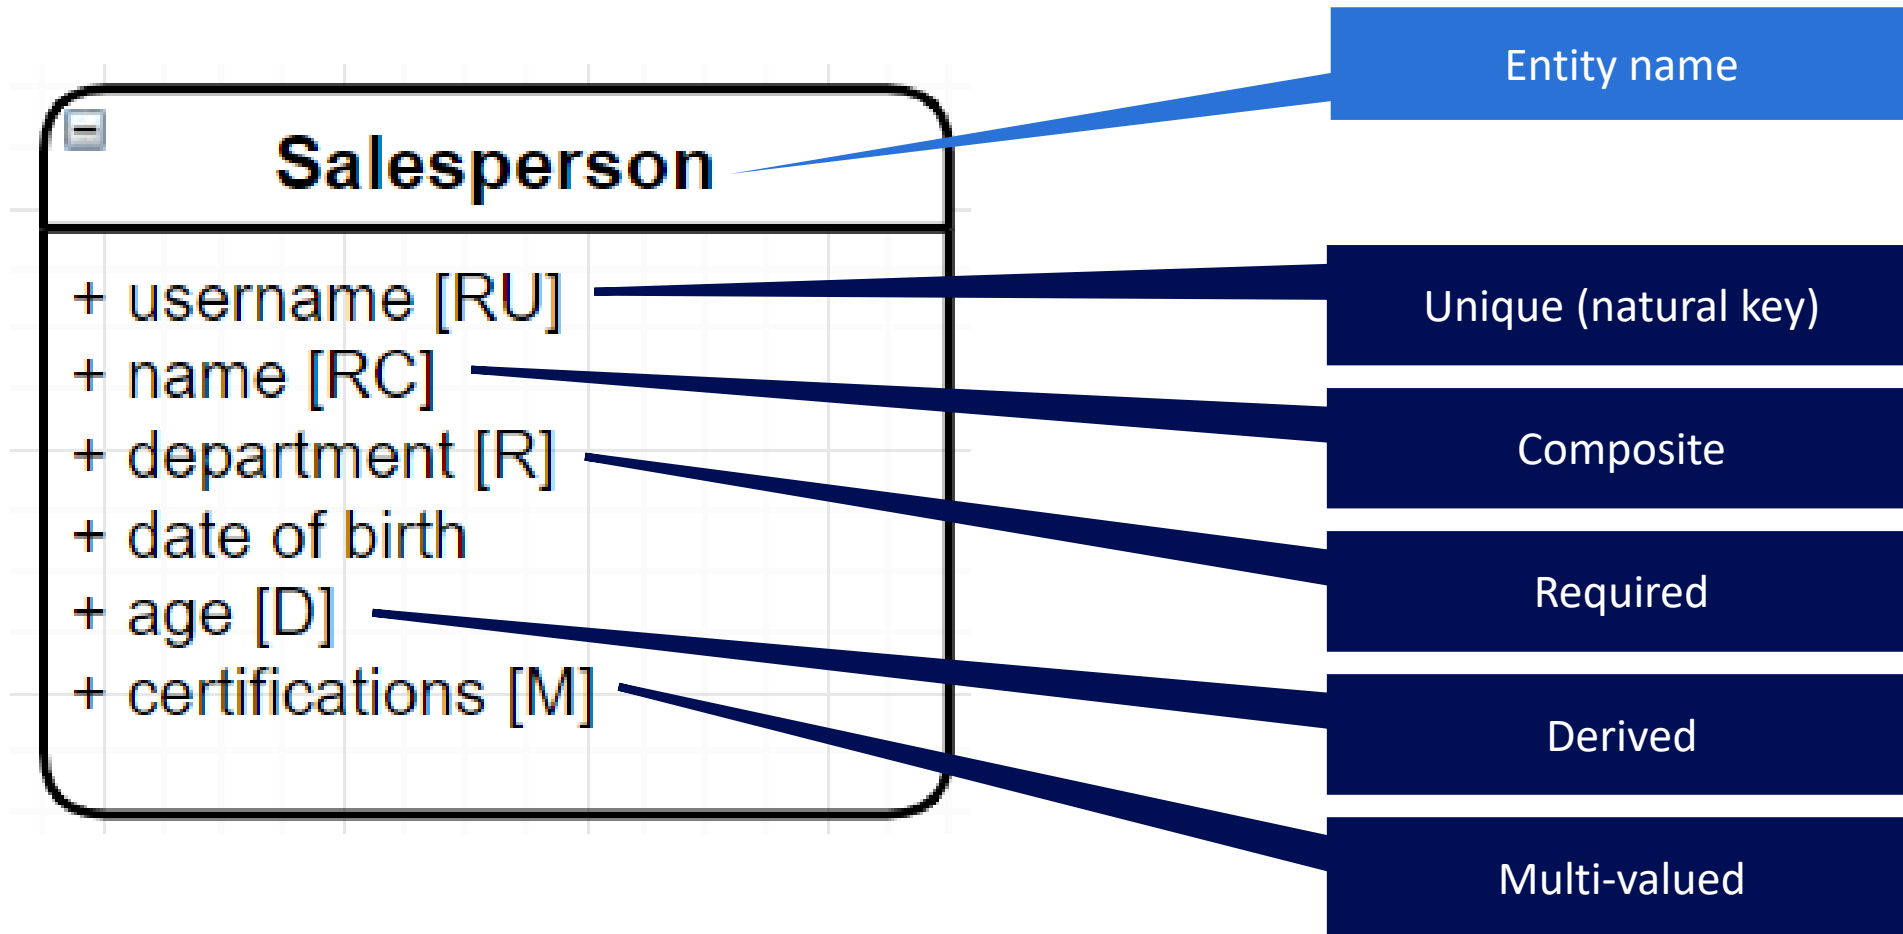 Entity name
Salesperson
+ username [RU]
+ name [RC]
+ department [R]
+ date of birth
+ age [D]
+ certifications [M]
Unique (natural key)
Composite
Required
Derived
Multi-valued